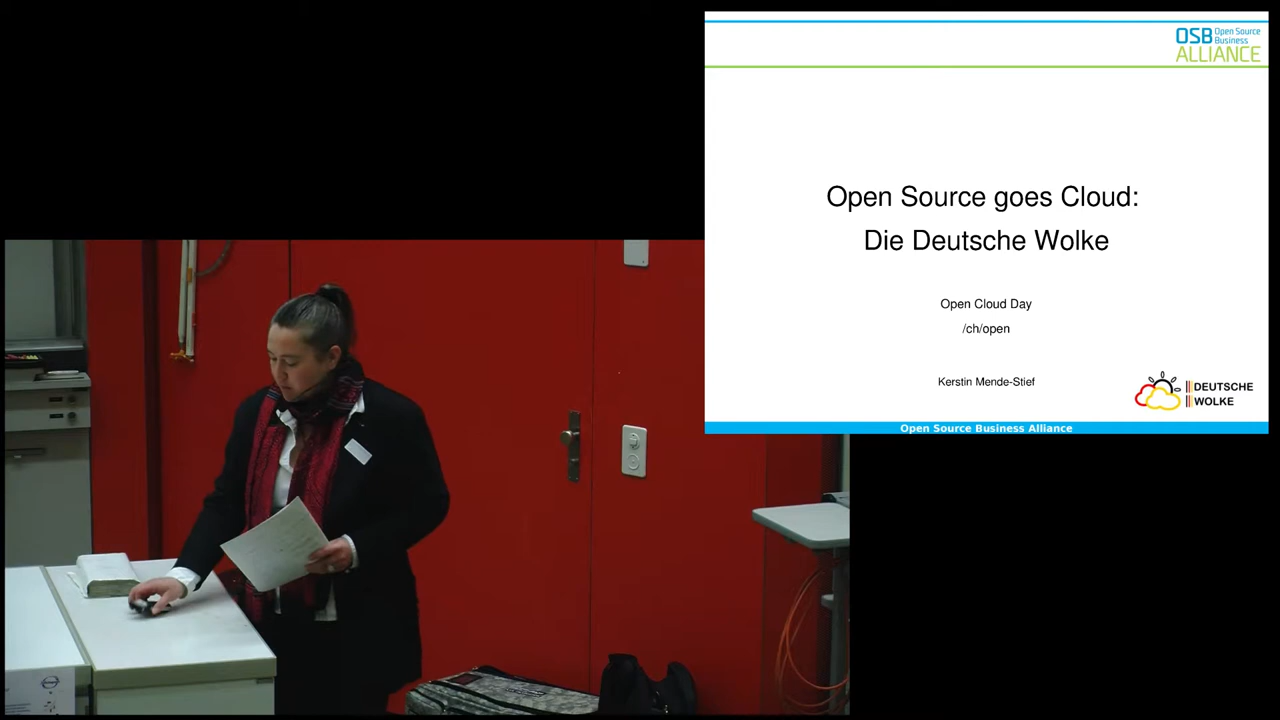 OSB Open Source
Business
ALLIANCE
Open Source goes Cloud:
Die Deutsche Wolke
Open Cloud Day
/ch/open
Kerstin Mende-Stief
DEUTSCHE
WOLKE
Open Source Business Alliance